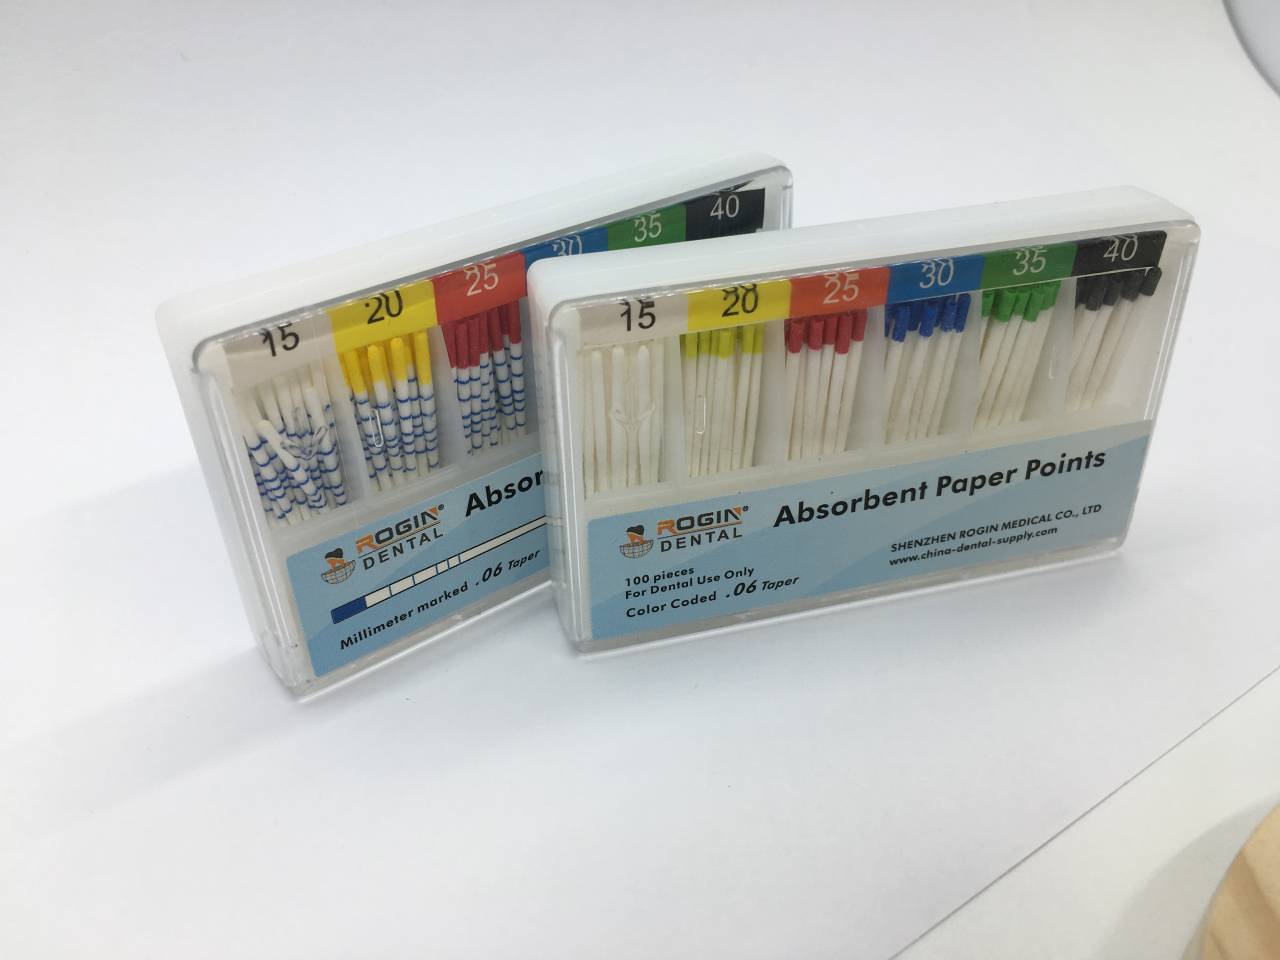 15 20 25 30 35 40
ROGIN®
DENTAL
Absor
Millimeter marked .06 Taper
15 20 25 30 35 40
ROGIN®
DENTAL
Absorbent Paper Points
100 pieces
For Dental Use Only
Color Coded .06 Taper
SHENZHEN ROGIN MEDICAL CO., LTD
www.china-dental-supply.com